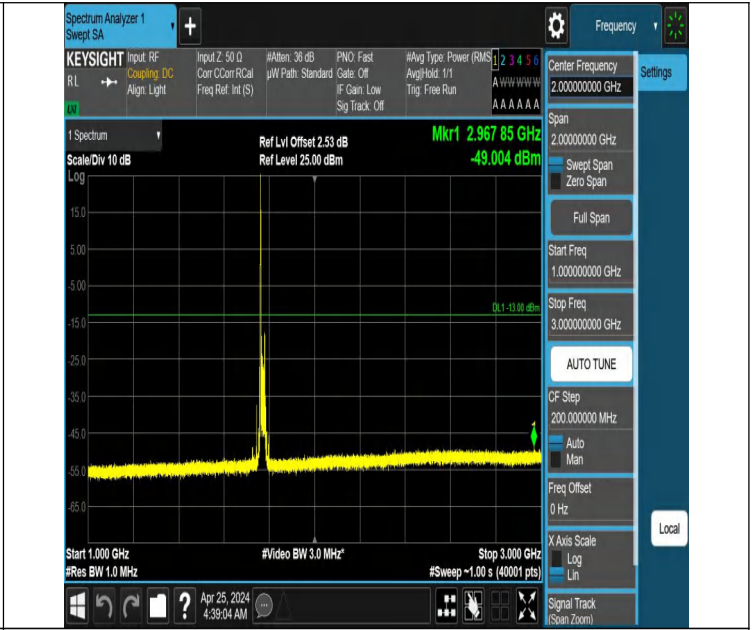 Spectrum Analyzer 1
Swept SA
Frequency
KEYSIGHT
RL
LXI
Input: RF
Coupling: DC
Align: Light
Input Z: 50 Ω
Corr CCorr RCal
Freq Ref: Int (S)
#Atten: 36 dB
µW Path: Standard
PNO: Fast
Gate: Off
IF Gain: Low
Sig Track: Off
#Avg Type: Power (RMS
Avg|Hold: 1/1
Trig: Free Run
1 2 3 4 5 6
A W W W W W
A A A A A A
1 Spectrum
Scale/Div 10 dB
Log
Ref Lvl Offset 2.53 dB
Ref Level 25.00 dBm
Mkr1 2.967 85 GHz
-49.004 dBm
15.0
5.00
-5.00
-15.0
-25.0
-35.0
-45.0
-55.0
-65.0
DL1 -13.00 dBm
1
Start 1.000 GHz
#Res BW 1.0 MHz
#Video BW 3.0 MHz*
Stop 3.000 GHz
#Sweep ~1.00 s (40001 pts)
Center Frequency
2.000000000 GHz
Settings
Span
2.00000000 GHz
Swept Span
Zero Span
Full Span
Start Freq
1.000000000 GHz
Stop Freq
3.000000000 GHz
AUTO TUNE
CF Step
200.000000 MHz
Auto
Man
Freq Offset
0 Hz
X Axis Scale
Log
Lin
Signal Track
(Span Zoom)
Local
?
Apr 25, 2024
4:39:04 AM